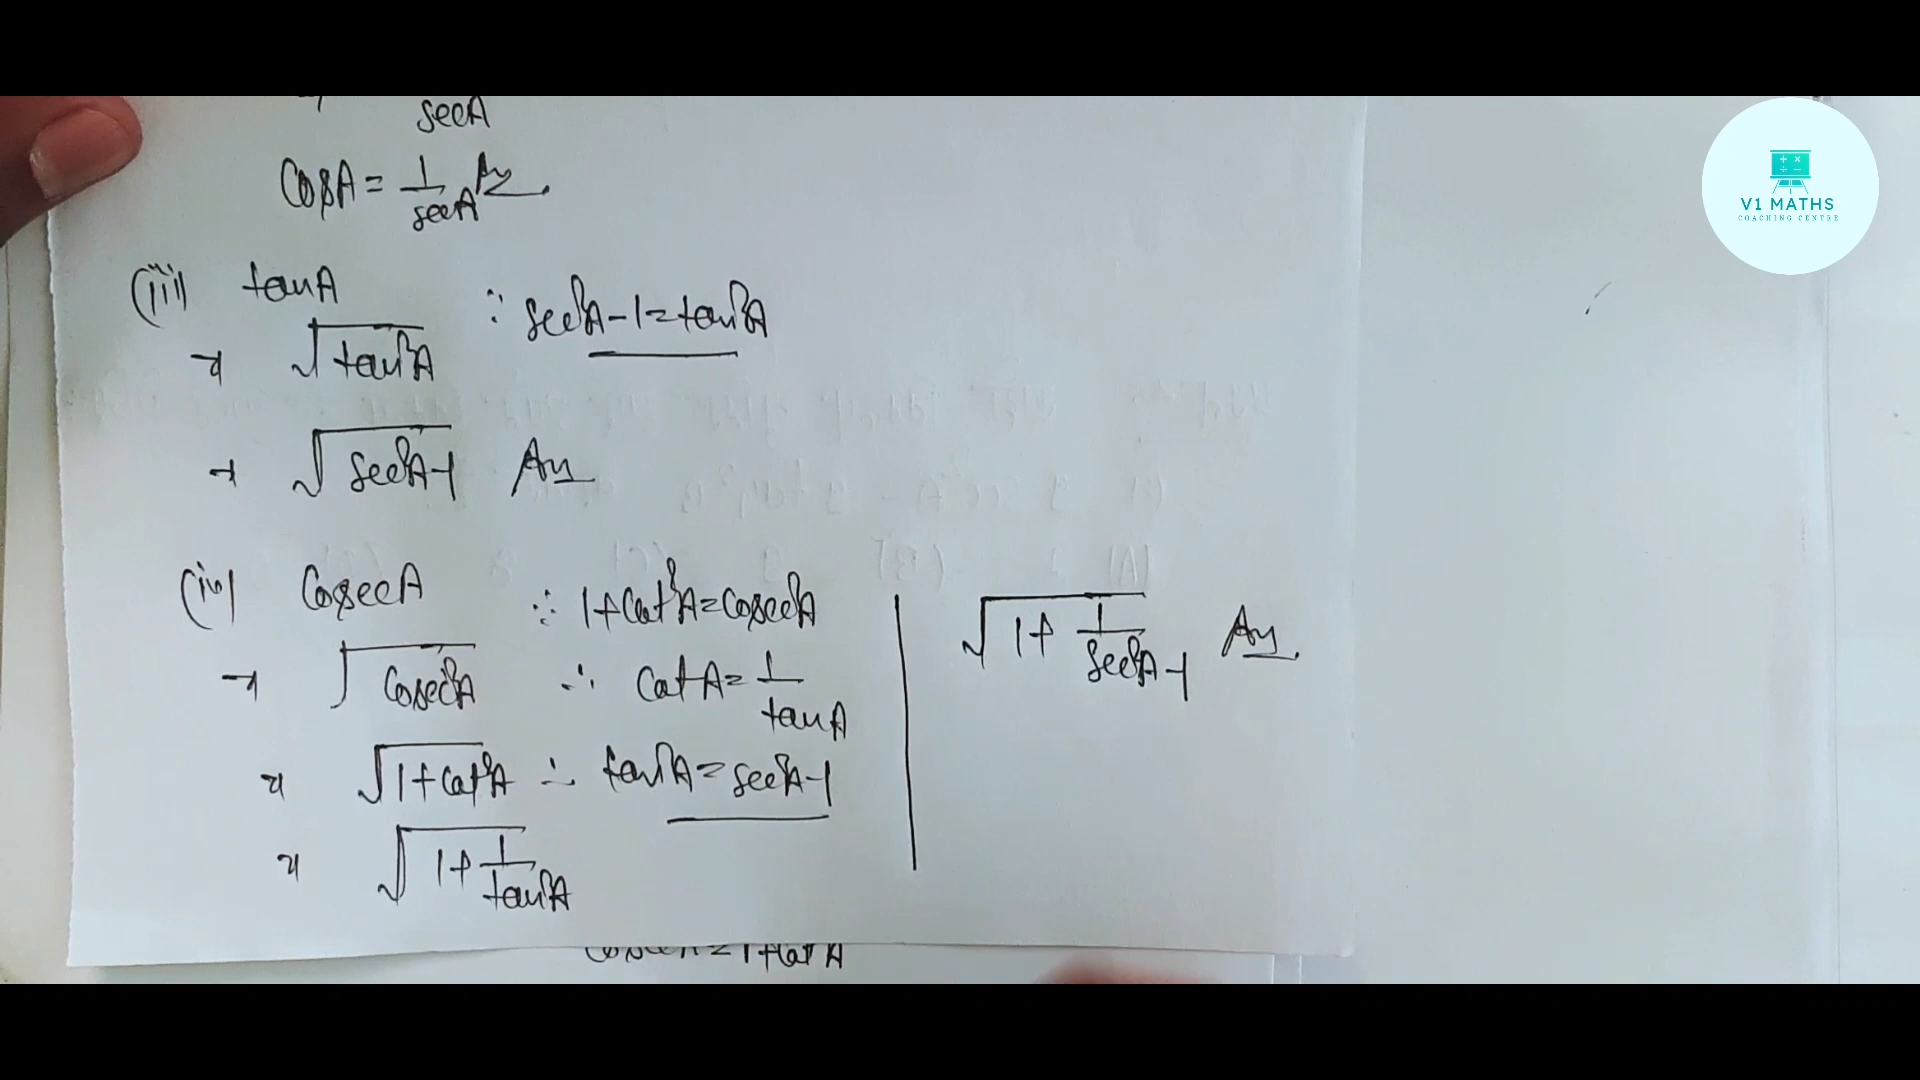 secA
CosA = 1/secA Ans.
(iii) tanA ∵ sec²A-1=tan²A
→ √tan²A
→ √sec²A-1 Ans
(iv) CosecA ∵ 1+Cot²A=Cosec²A
→ √Cosec²A ∴ Cot A = 1/tanA
→ √1+Cot²A ∴ tan²A=sec²A-1
→ √1+1/tan²A
√1+1/sec²A-1 Ans.
V1 MATHS
COACHING CENTRE